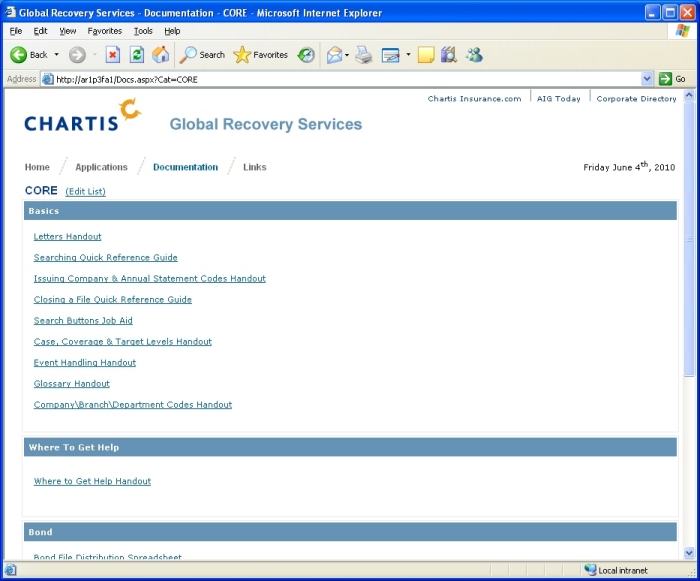 Global Recovery Services - Documentation - CORE - Microsoft Internet Explorer
File Edit View Favorites Tools Help
Back Search Favorites
Address http://ar1p3fa1/Docs.aspx?Cat=CORE Go
Chartis Insurance.com AIG Today Corporate Directory
CHARTIS Global Recovery Services
Home Applications Documentation Links Friday June 4th, 2010
CORE (Edit List)
Basics
Letters Handout
Searching Quick Reference Guide
Issuing Company & Annual Statement Codes Handout
Closing a File Quick Reference Guide
Search Buttons Job Aid
Case, Coverage & Target Levels Handout
Event Handling Handout
Glossary Handout
Company\Branch\Department Codes Handout
Where To Get Help
Where to Get Help Handout
Bond
Bond File Distribution Spreadsheet
Local intranet